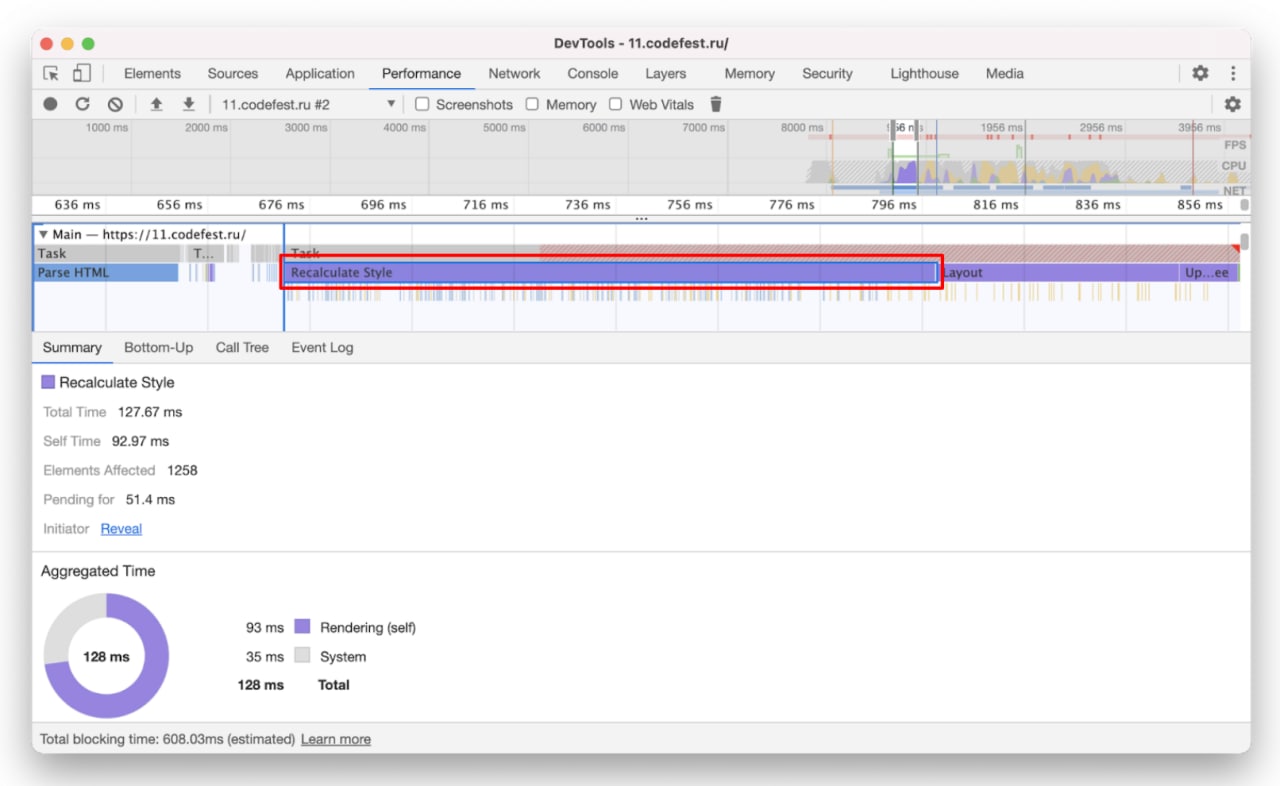 DevTools - 11.codefest.ru/
Elements Sources Application Performance Network Console Layers Memory Security Lighthouse Media
11.codefest.ru #2 Screenshots Memory Web Vitals
1000 ms 2000 ms 3000 ms 4000 ms 5000 ms 6000 ms 7000 ms 8000 ms 1956 ms 2956 ms 3956 ms
FPS
CPU
NET
636 ms 656 ms 676 ms 696 ms 716 ms 736 ms 756 ms 776 ms 796 ms 816 ms 836 ms 856 ms
...
Main — https://11.codefest.ru/
Task T... Task
Parse HTML Recalculate Style Layout Up...ee
Summary Bottom-Up Call Tree Event Log
Recalculate Style
Total Time 127.67 ms
Self Time 92.97 ms
Elements Affected 1258
Pending for 51.4 ms
Initiator Reveal
Aggregated Time
93 ms Rendering (self)
128 ms
35 ms System
128 ms Total
Total blocking time: 608.03ms (estimated) Learn more